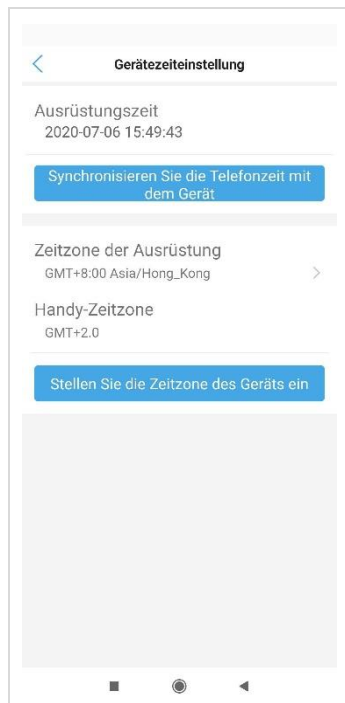 Gerätezeiteinstellung
Ausrüstungszeit
2020-07-06 15:49:43
Synchronisieren Sie die Telefonzeit mit
dem Gerät
Zeitzone der Ausrüstung
GMT+8:00 Asia/Hong_Kong
Handy-Zeitzone
GMT+2.0
Stellen Sie die Zeitzone des Geräts ein